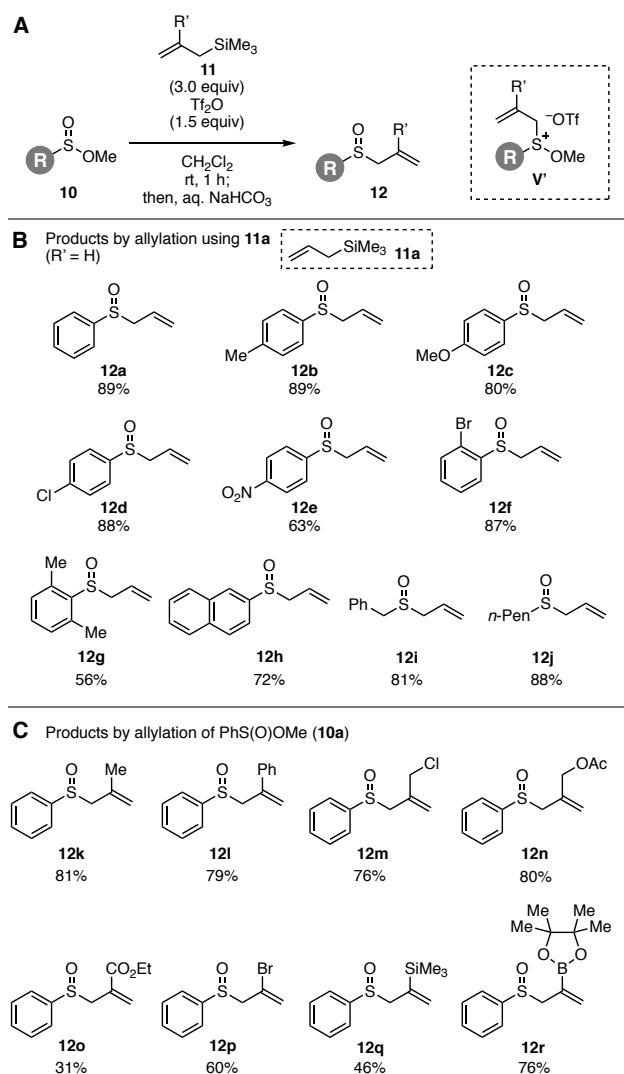 A
R'
SiMe3
11
(3.0 equiv)
Tf2O
(1.5 equiv)
O
R S OMe
10
CH2Cl2
rt, 1 h;
then, aq. NaHCO3
O R'
R S
12
R'
−OTf
R S+ OMe
V'
B Products by allylation using 11a
(R' = H)
SiMe3 11a
O
S
12a
89%
O
S
Me
12b
89%
O
S
MeO
12c
80%
O
S
Cl
12d
88%
O
S
O2N
12e
63%
Br O
S
12f
87%
Me O
S
Me
12g
56%
O
S
12h
72%
O
Ph S
12i
81%
O
n-Pen S
12j
88%
C Products by allylation of PhS(O)OMe (10a)
O Me
S
12k
81%
O Ph
S
12l
79%
O Cl
S
12m
76%
O OAc
S
12n
80%
O CO2Et
S
12o
31%
O Br
S
12p
60%
O SiMe3
S
12q
46%
Me Me
Me Me
O O
B
O
S
12r
76%